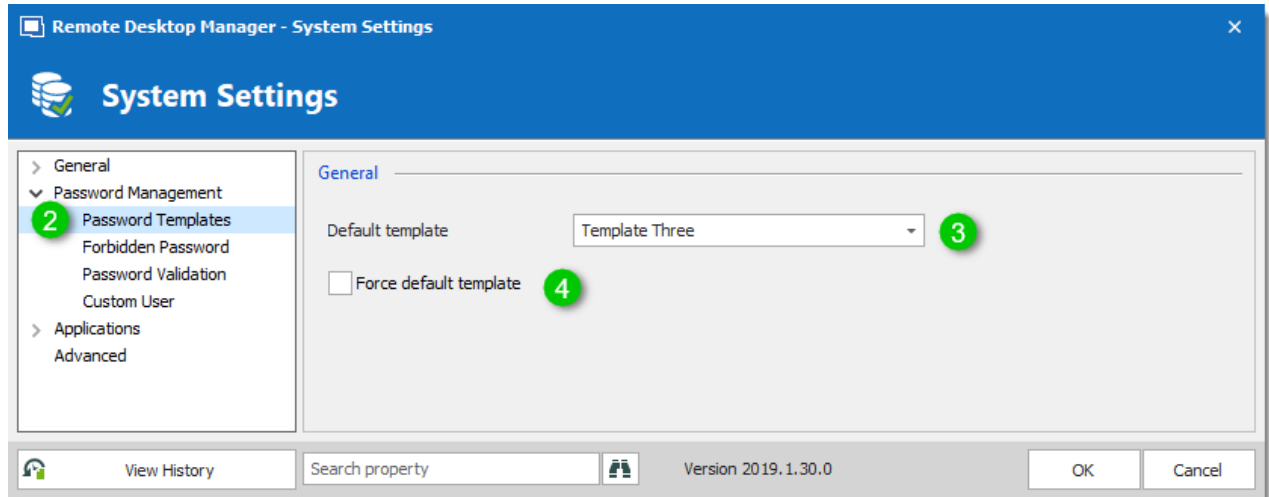 Remote Desktop Manager - System Settings
System Settings
General
Password Management
2 Password Templates
Forbidden Password
Password Validation
Custom User
Applications
Advanced
General
Default template Template Three 3
Force default template 4
View History Search property Version 2019.1.30.0 OK Cancel